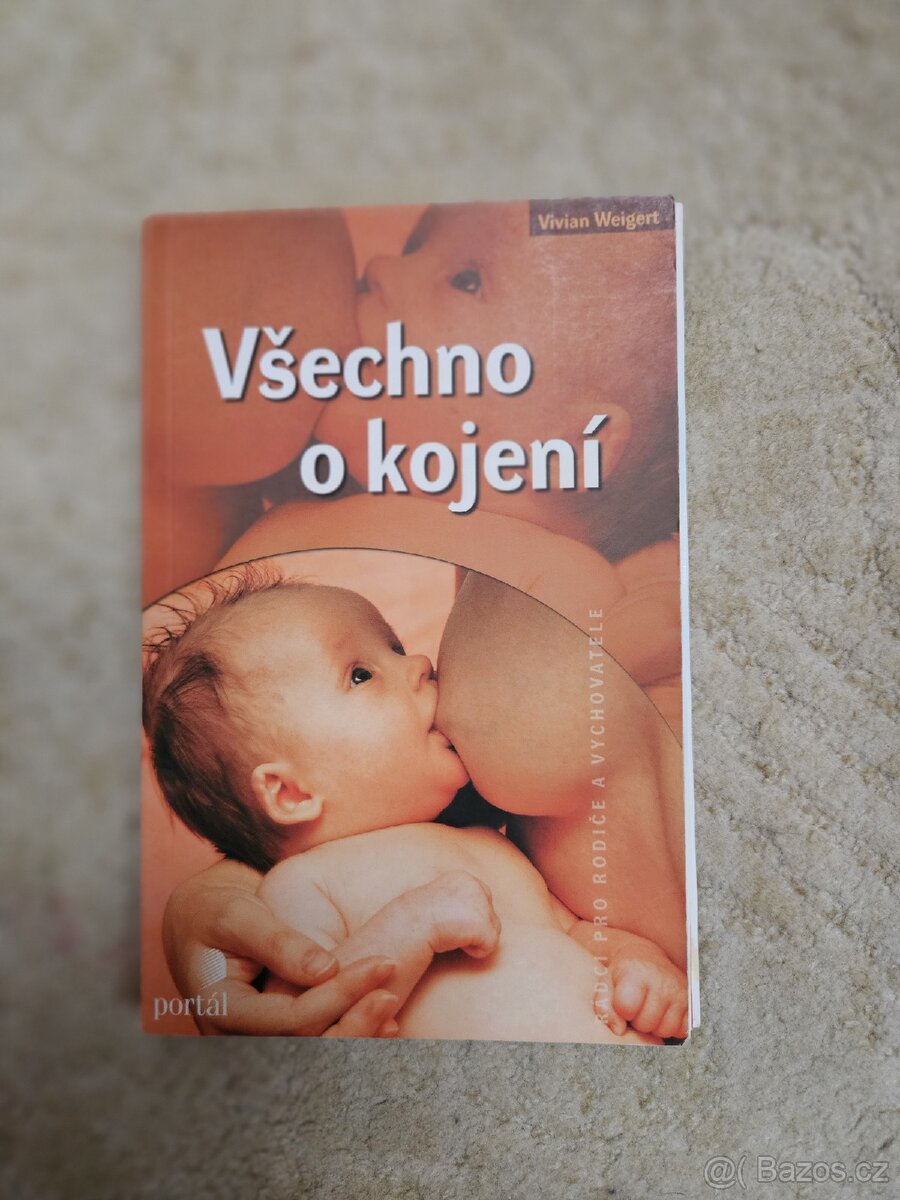 Vivian Weigert
Všechno
o kojení
RÁDCI PRO RODIČE A VYCHOVATELE
portál
@( Bazos.cz